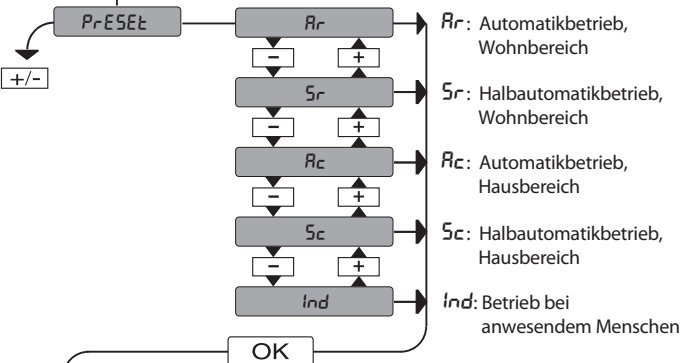 PrESEt Ar Ar: Automatikbetrieb,
Wohnbereich
+/- - +
Sr Sr: Halbautomatikbetrieb,
Wohnbereich
- +
Ac Ac: Automatikbetrieb,
Hausbereich
- +
Sc Sc: Halbautomatikbetrieb,
Hausbereich
- +
Ind Ind: Betrieb bei
anwesendem Menschen
OK